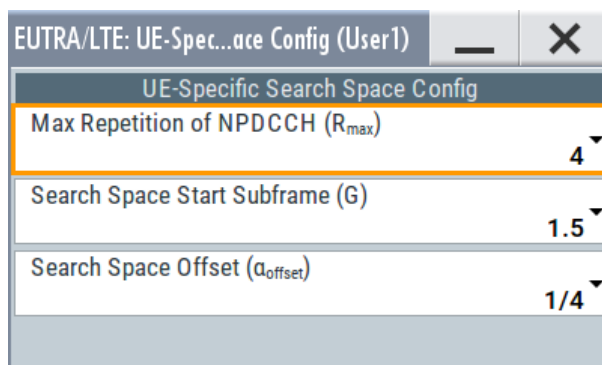 EUTRA/LTE: UE-Spec...ace Config (User1)
UE-Specific Search Space Config
Max Repetition of NPDCCH (Rmax)
4
Search Space Start Subframe (G)
1.5
Search Space Offset (αoffset)
1/4